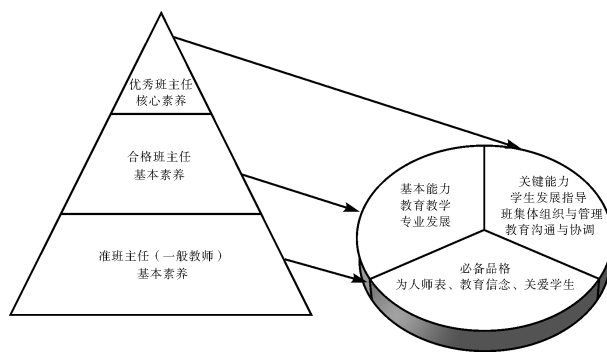 优秀班主任
核心素养
合格班主任
基本素养
准班主任（一般教师）
基本素养
基本能力
教育教学
专业发展
关键能力
学生发展指导
班集体组织与管理
教育沟通与协调
必备品格
为人师表、教育信念、关爱学生